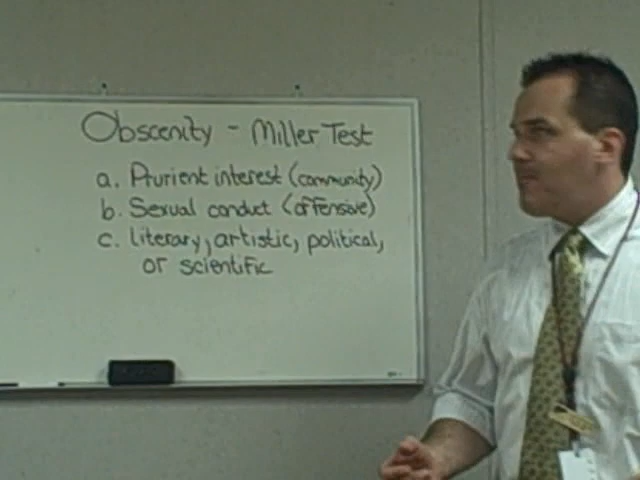 Obscenity - Miller Test
a. Prurient interest (community)
b. Sexual conduct (offensive)
c. literary, artistic, political,
or scientific